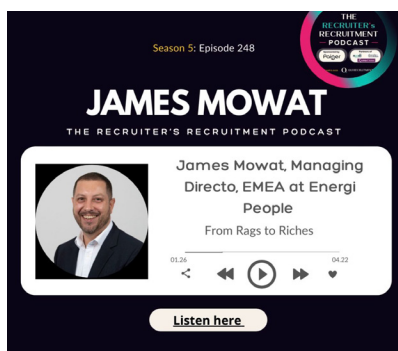 THE
RECRUITER's
RECRUITMENT
PODCAST
Paiger
Season 5: Episode 248
JAMES MOWAT
THE RECRUITER'S RECRUITMENT PODCAST
James Mowat, Managing
Directo, EMEA at Energi
People
From Rags to Riches
01.26
04.22
Listen here